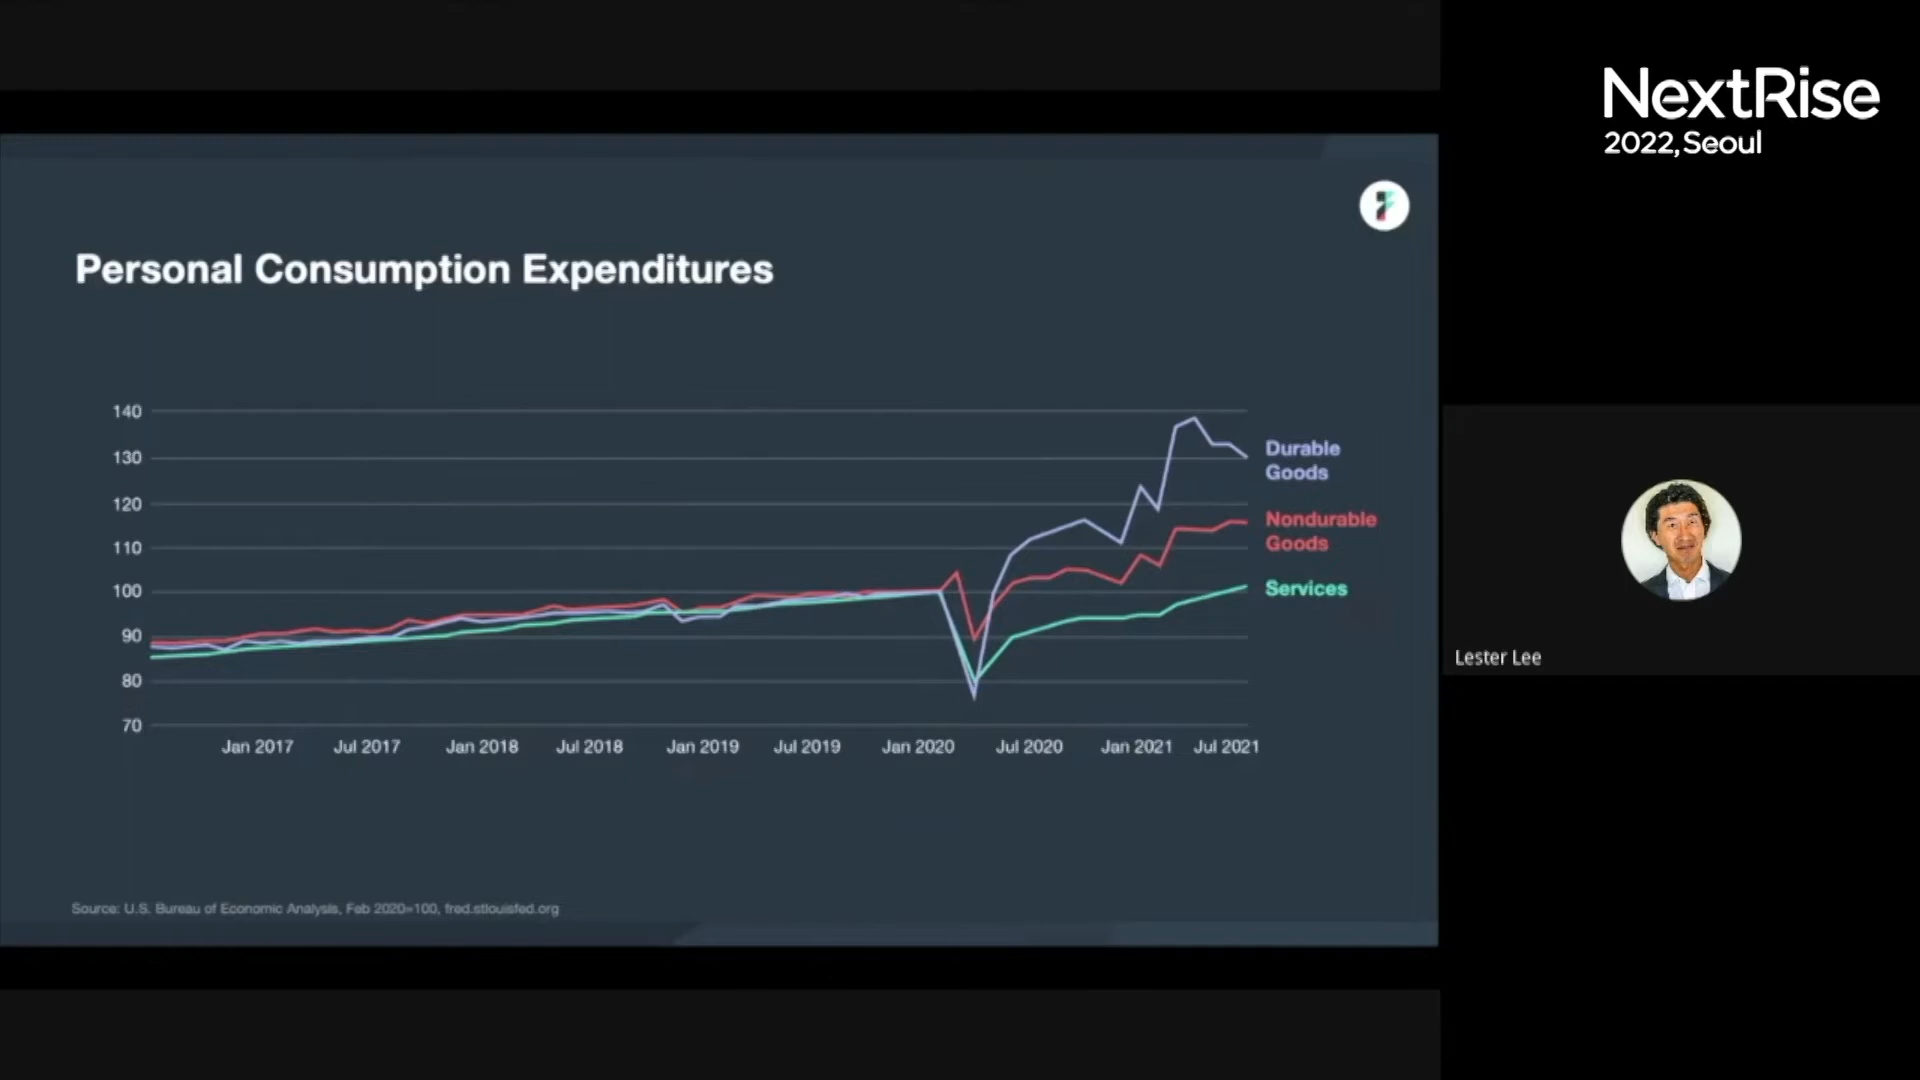 NextRise
2022, Seoul
Personal Consumption Expenditures
140
130
120
110
100
90
80
70
Durable
Goods
Nondurable
Goods
Services
Jan 2017 Jul 2017 Jan 2018 Jul 2018 Jan 2019 Jul 2019 Jan 2020 Jul 2020 Jan 2021 Jul 2021
Source: U.S. Bureau of Economic Analysis, Feb 2020=100, fred.stlouisfed.org
Lester Lee